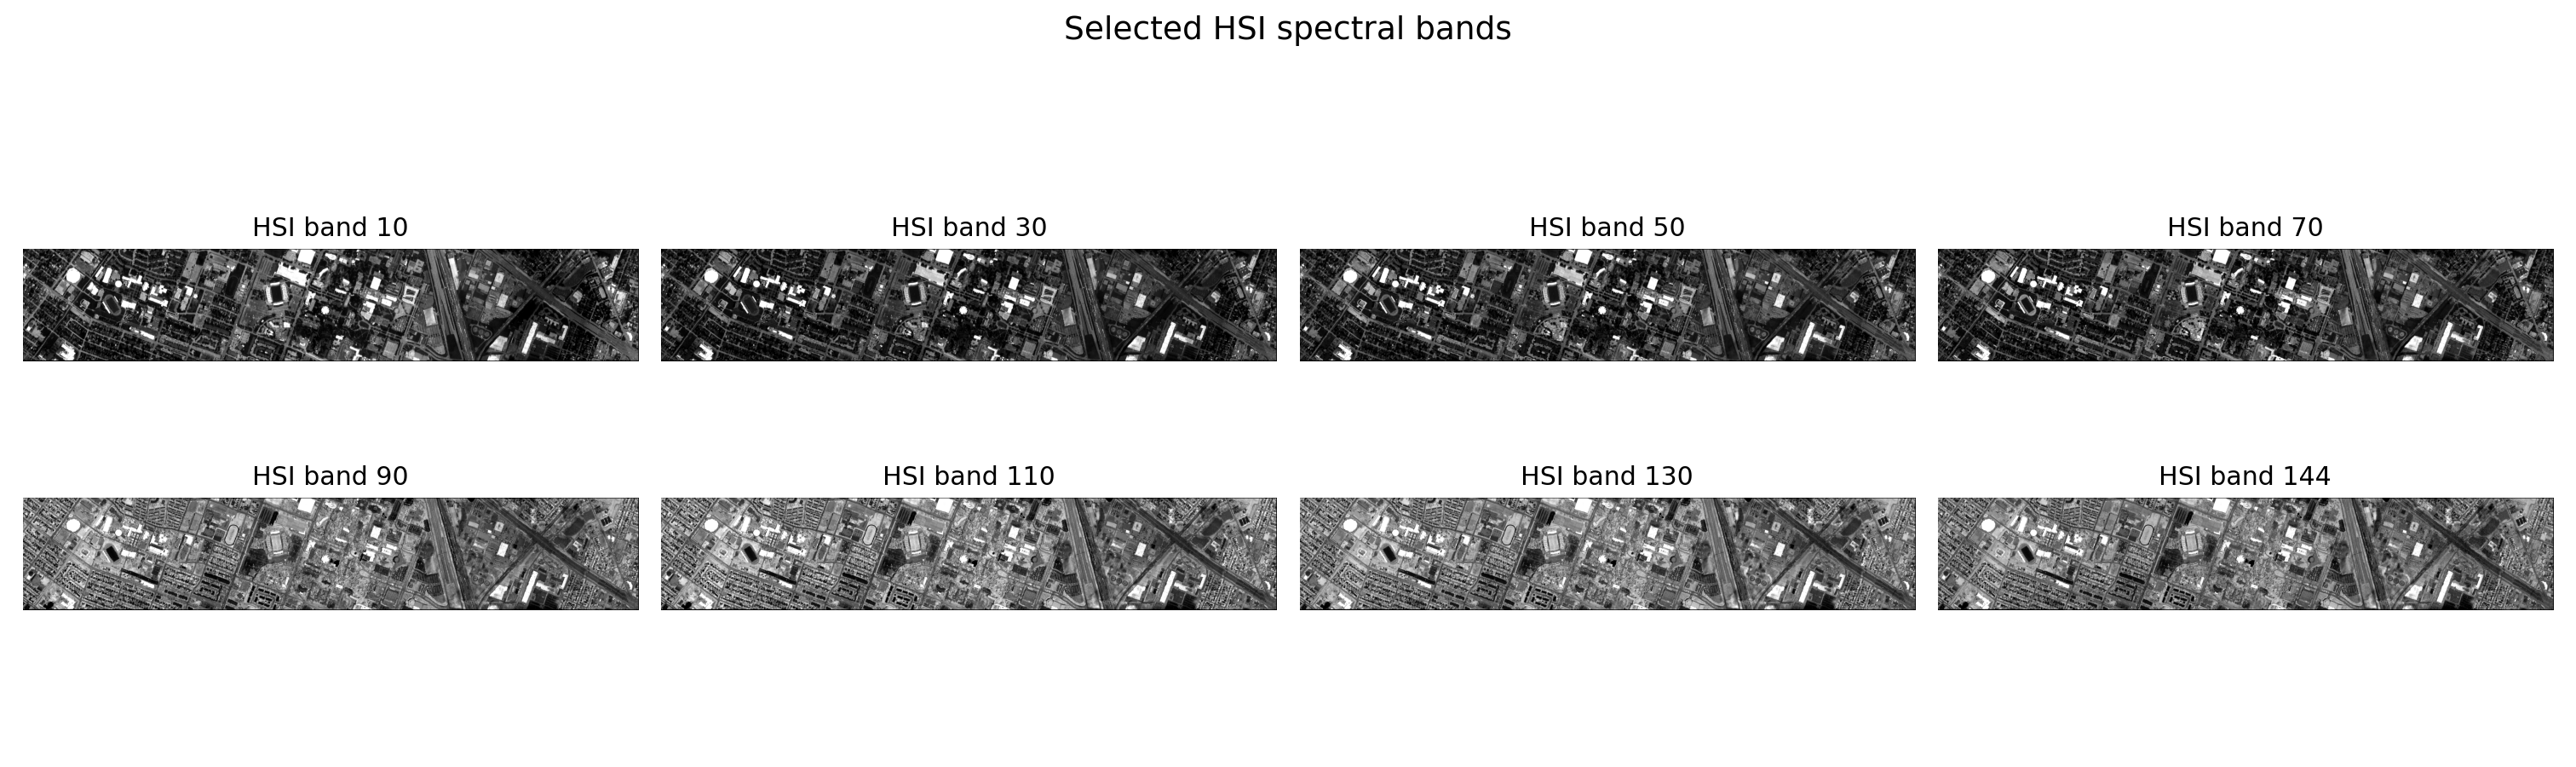 Selected HSI spectral bands
HSI band 10
HSI band 30
HSI band 50
HSI band 70
HSI band 90
HSI band 110
HSI band 130
HSI band 144